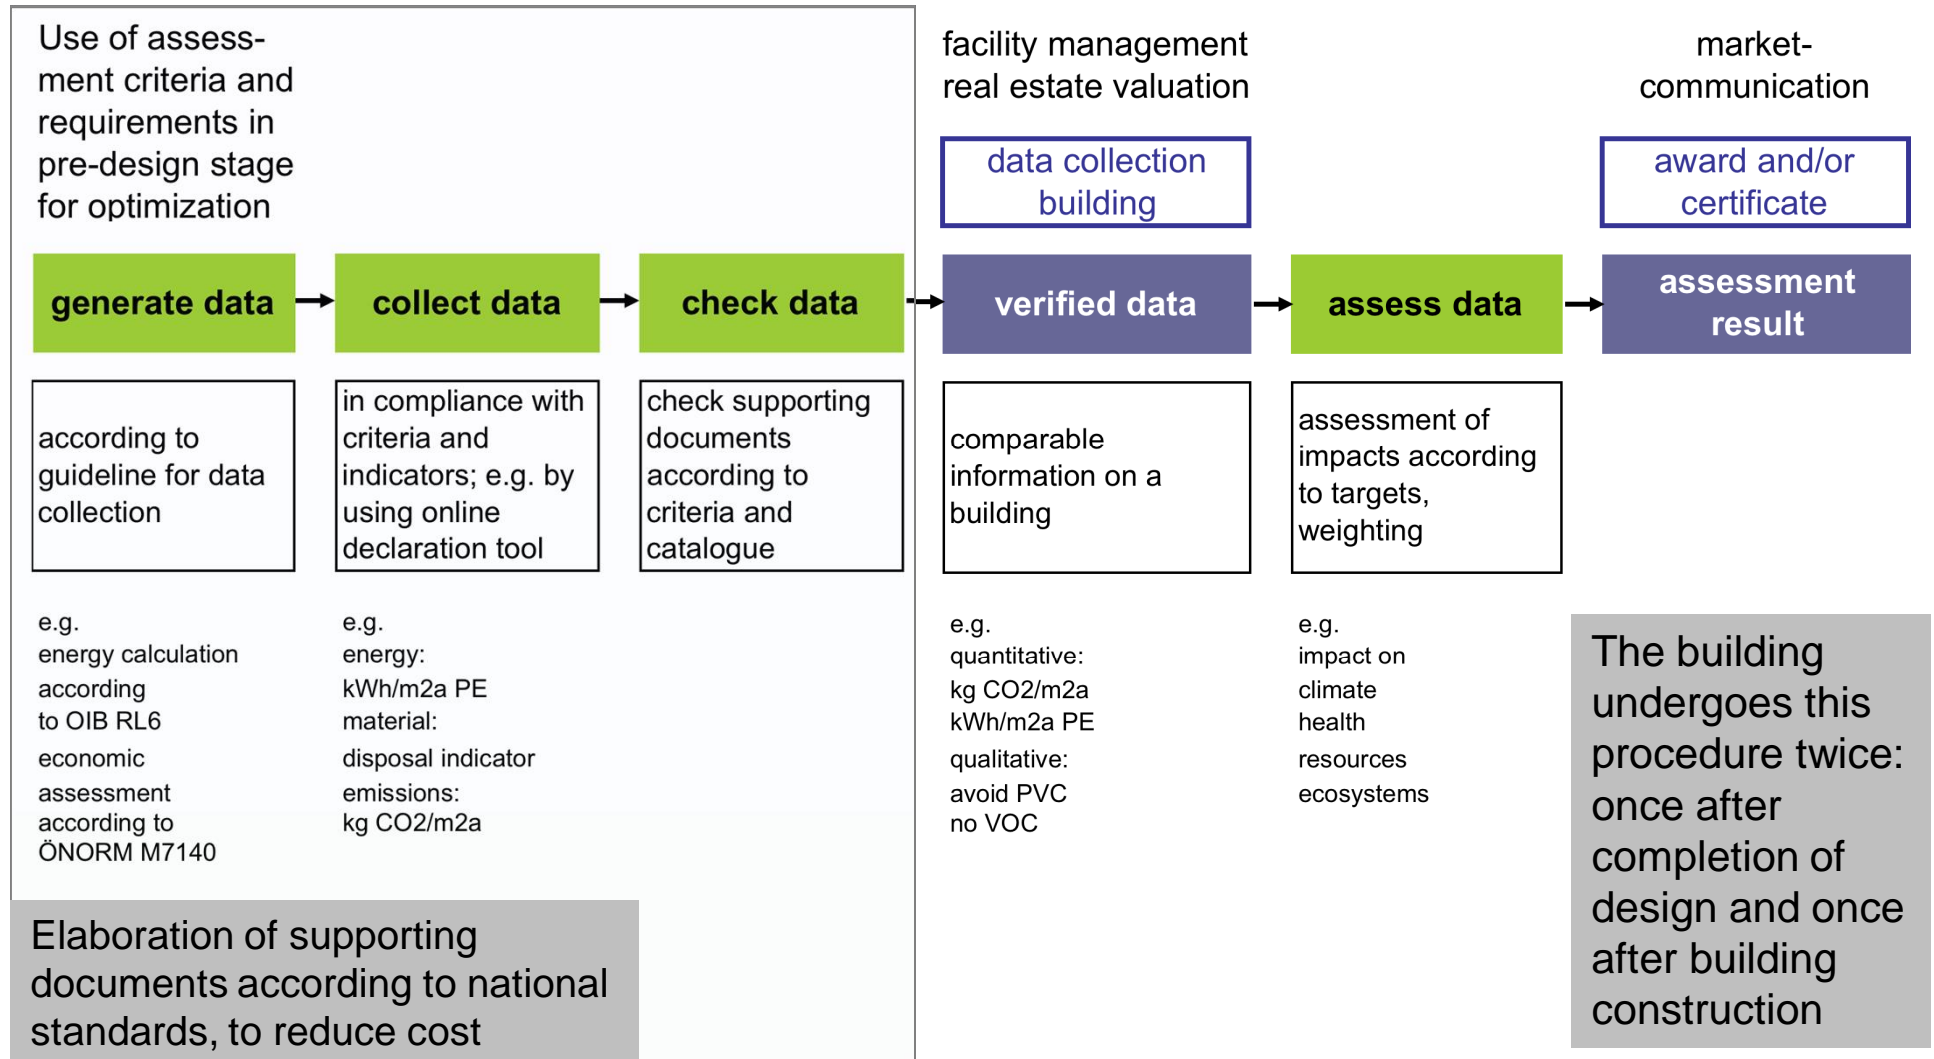 Use of assess-
ment criteria and
requirements in
pre-design stage
for optimization
facility management
real estate valuation
market-
communication
data collection
building
award and/or
certificate
generate data
collect data
check data
verified data
assess data
assessment
result
according to
guideline for data
collection
in compliance with
criteria and
indicators; e.g. by
using online
declaration tool
check supporting
documents
according to
criteria and
catalogue
comparable
information on a
building
assessment of
impacts according
to targets,
weighting
e.g.
energy calculation
according
to OIB RL6
economic
assessment
according to
ÖNORM M7140
e.g.
energy:
kWh/m2a PE
material:
disposal indicator
emissions:
kg CO2/m2a
e.g.
quantitative:
kg CO2/m2a
kWh/m2a PE
qualitative:
avoid PVC
no VOC
e.g.
impact on
climate
health
resources
ecosystems
The building
undergoes this
procedure twice:
once after
completion of
design and once
after building
construction
Elaboration of supporting
documents according to national
standards, to reduce cost